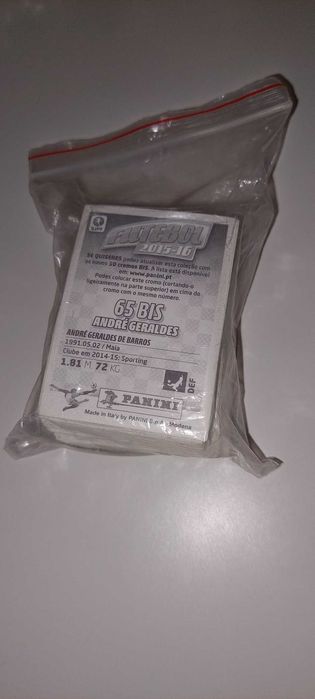 FUTEBOL
2015-16
SE QUISERES podes atualizar esta coleção com
os novos 20 cromos BIS. A lista está disponível
em: www.panini.pt
Podes colocar este cromo (cortando-o
ligeiramente na parte superior) em cima do
cromo com o mesmo número.
65 BIS
ANDRÉ GERALDES
ANDRÉ GERALDES DE BARROS
1991.05.02 / Maia
Clube em 2014-15: Sporting
1.81 M 72 KG
DEF
PANINI
Made in Italy by PANINI S.p.A. Modena